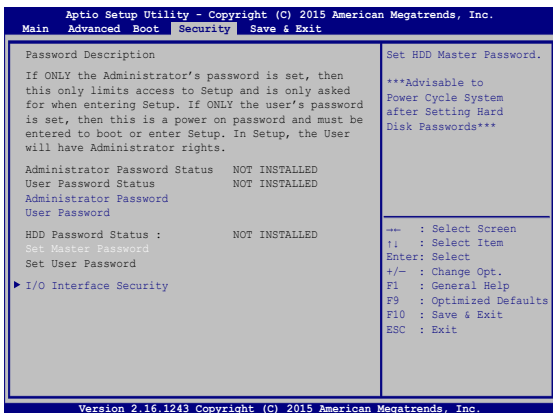 Aptio Setup Utility - Copyright (C) 2015 American Megatrends, Inc.
Main Advanced Boot Security Save & Exit
Password Description
If ONLY the Administrator's password is set, then
this only limits access to Setup and is only asked
for when entering Setup. If ONLY the user's password
is set, then this is a power on password and must be
entered to boot or enter Setup. In Setup, the User
will have Administrator rights.
Administrator Password Status NOT INSTALLED
User Password Status NOT INSTALLED
Administrator Password
User Password
HDD Password Status : NOT INSTALLED
Set Master Password
Set User Password
▶ I/O Interface Security
Set HDD Master Password.
***Advisable to
Power Cycle System
after Setting Hard
Disk Passwords***
→← : Select Screen
↑↓ : Select Item
Enter: Select
+/— : Change Opt.
F1 : General Help
F9 : Optimized Defaults
F10 : Save & Exit
ESC : Exit
Version 2.16.1243 Copyright (C) 2015 American Megatrends, Inc.